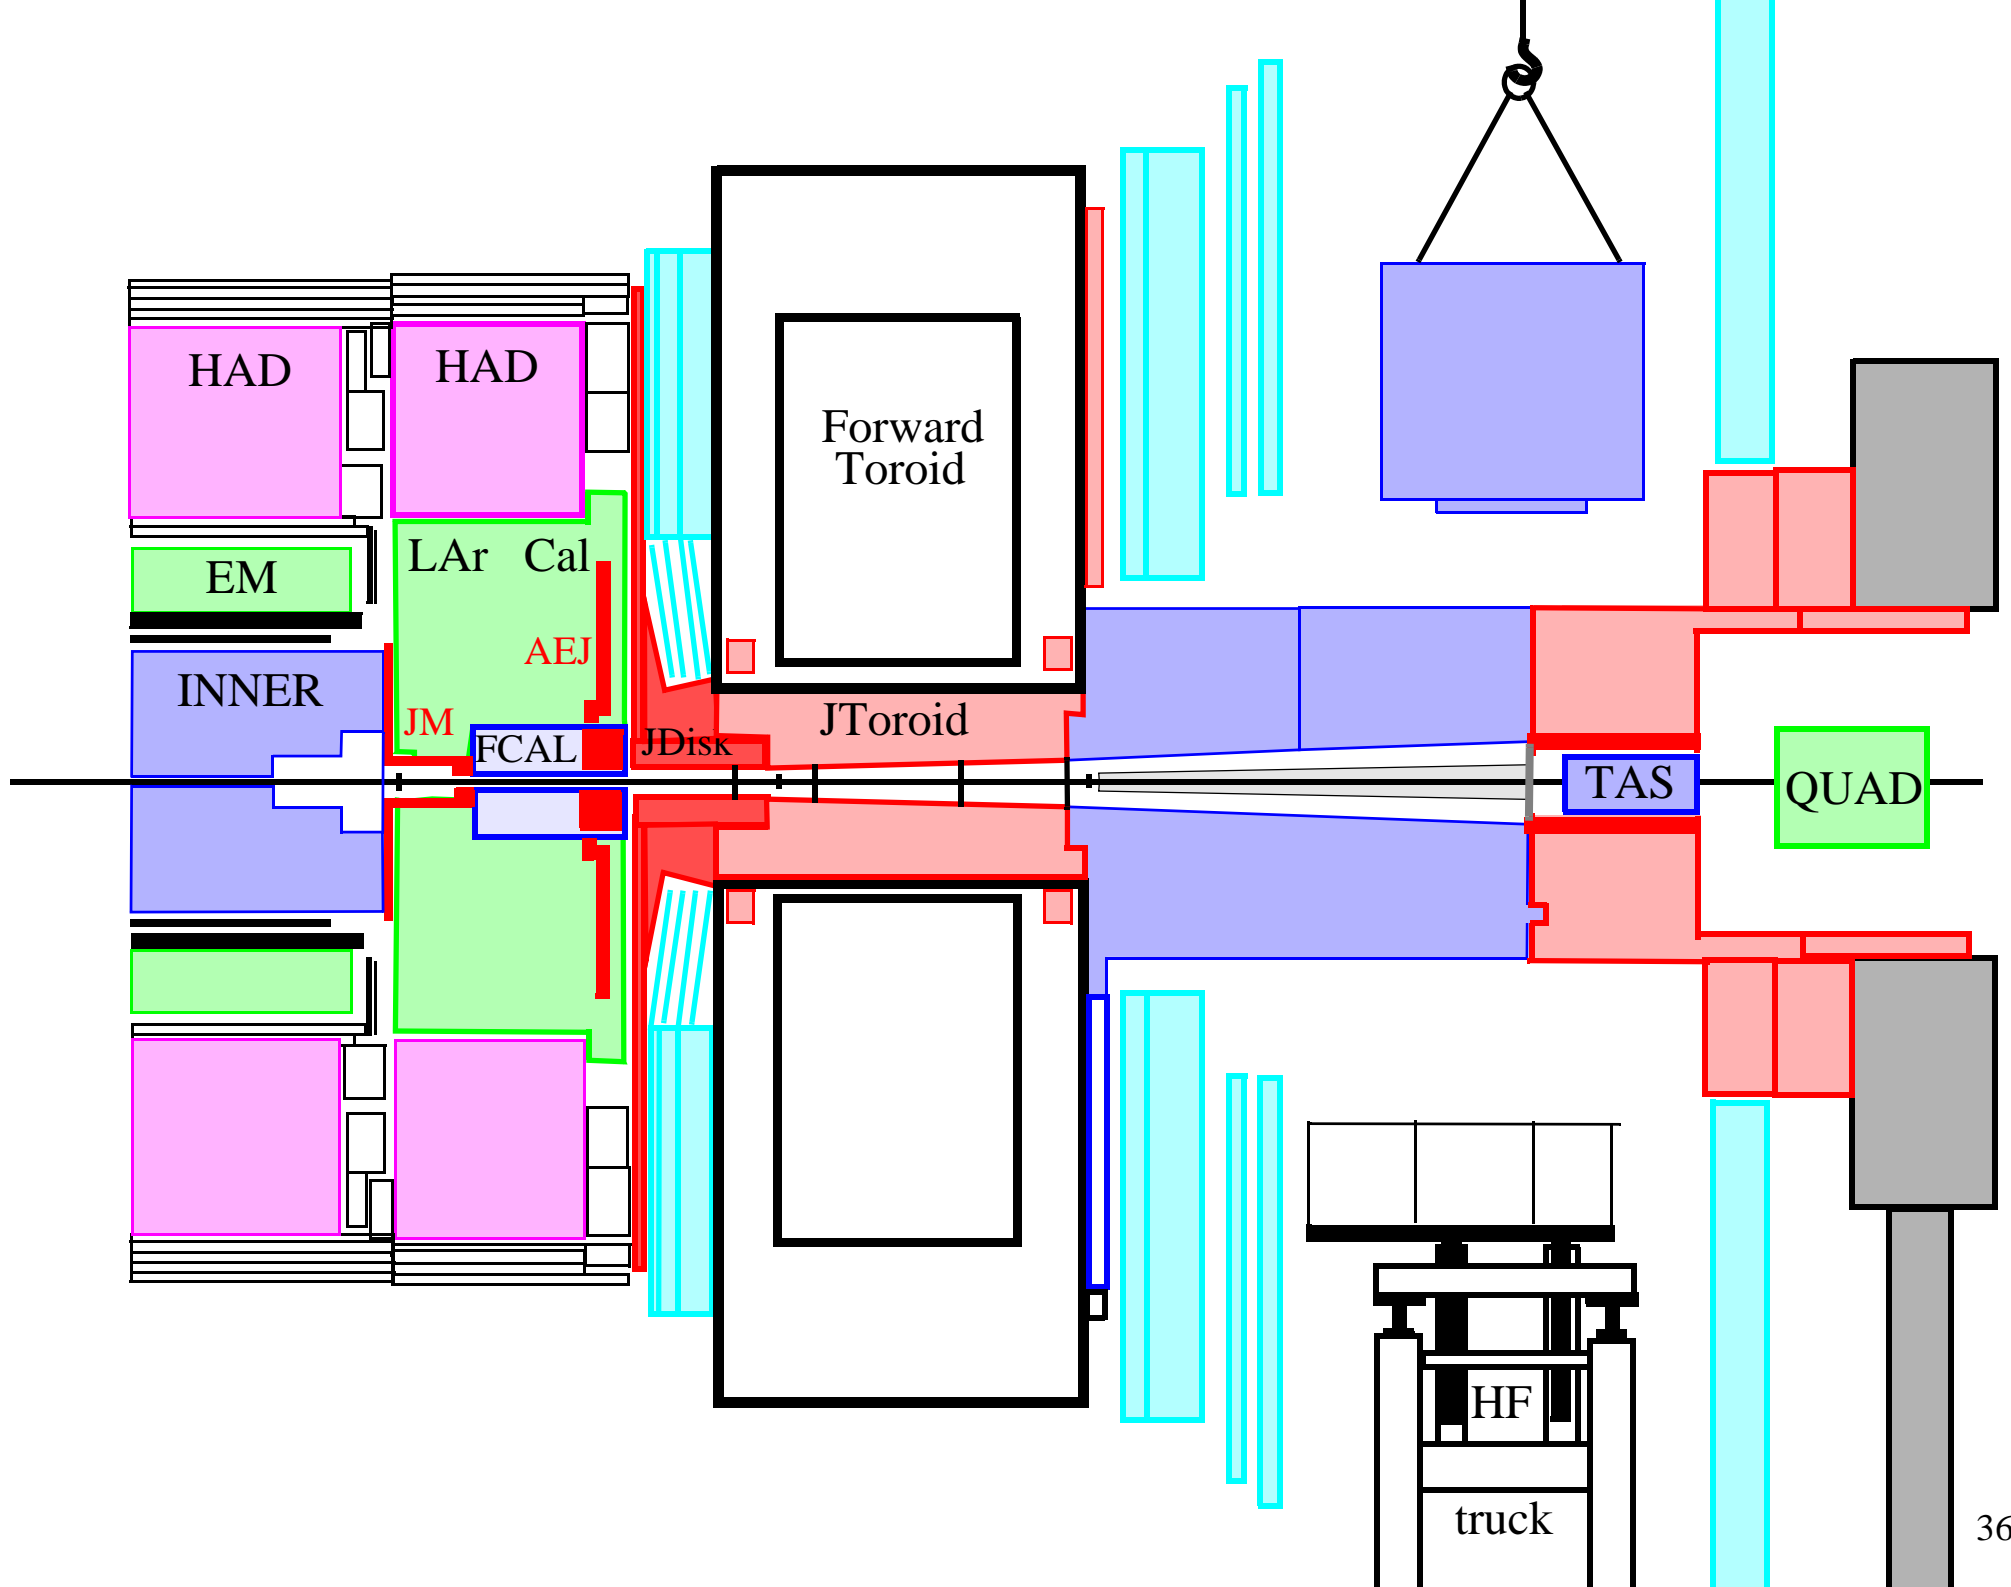 HAD
HAD
Forward
Toroid
LAr Cal
EM
AEJ
INNER
JM
JToroid
FCAL
JDisk
TAS
QUAD
HF
truck
36